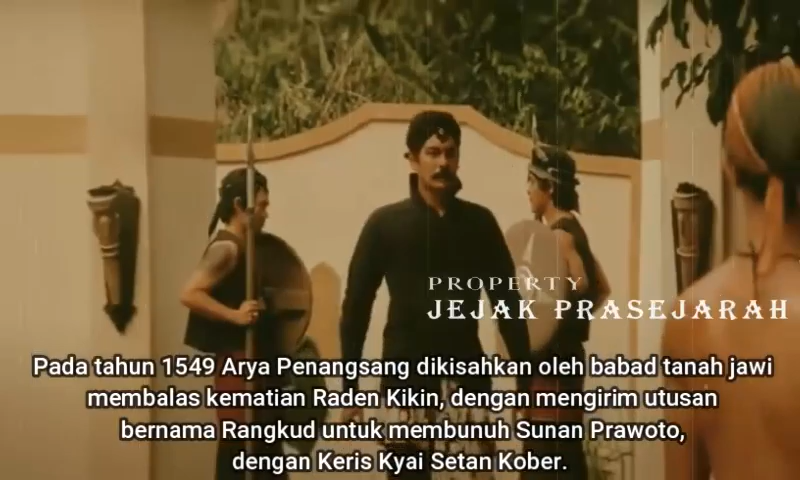 PROPERTY
JEJAK PRASEJARAH
Pada tahun 1549 Arya Penangsang dikisahkan oleh babad tanah jawi
membalas kematian Raden Kikin, dengan mengirim utusan
bernama Rangkud untuk membunuh Sunan Prawoto,
dengan Keris Kyai Setan Kober.